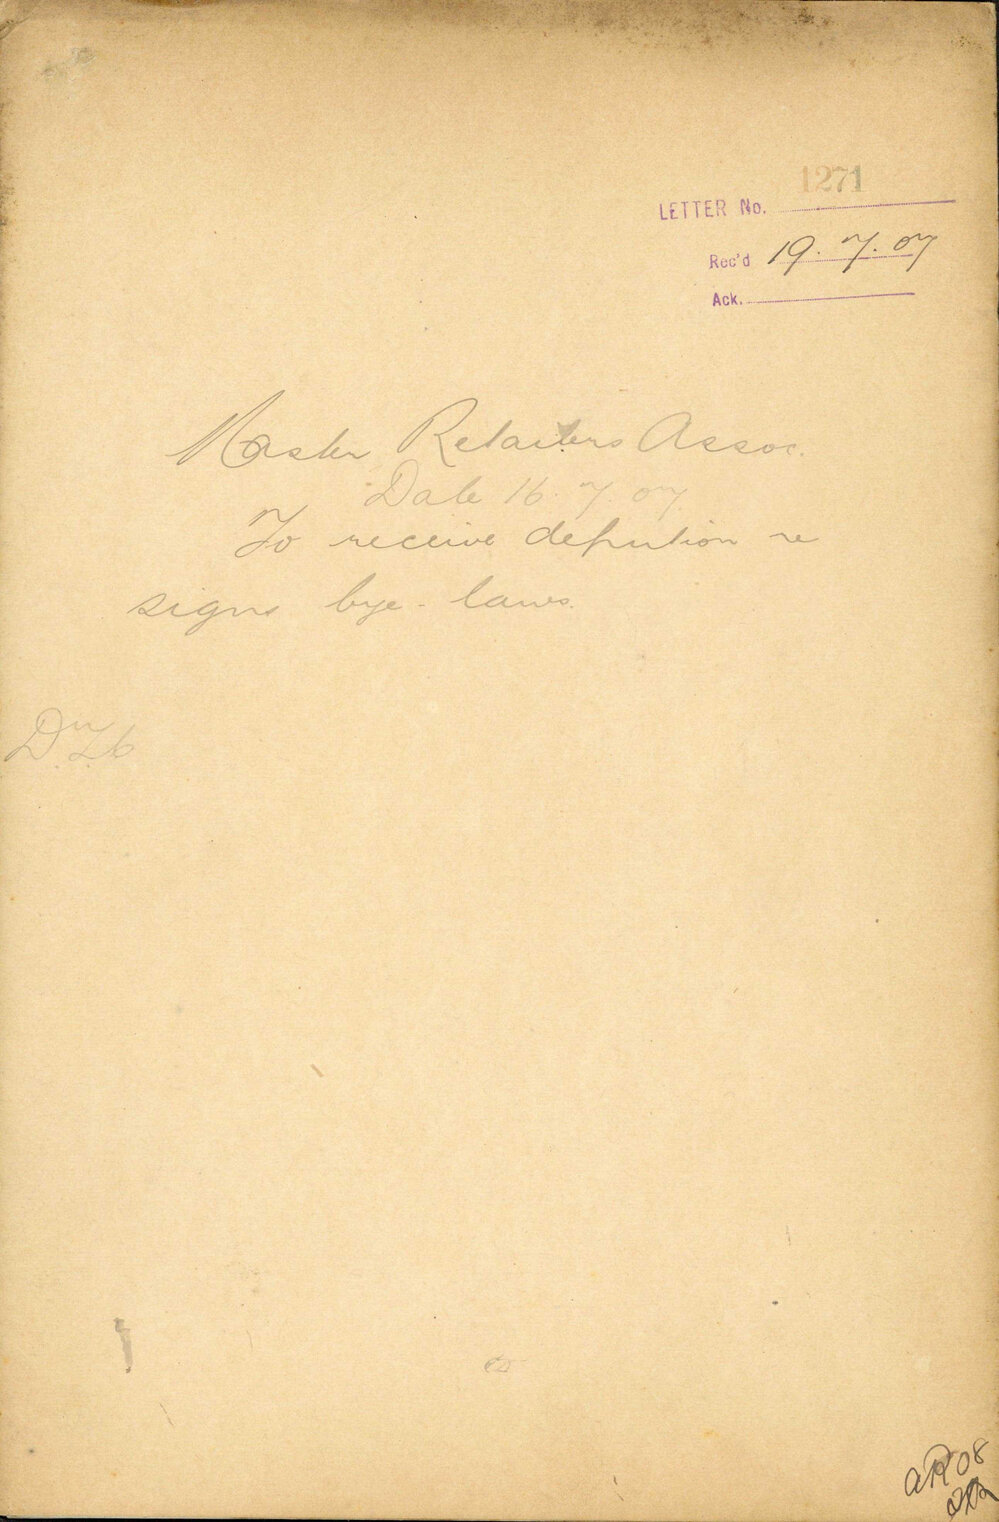 1271
LETTER No.
Rec'd 19.7.07
Ack.
Master Retailers Assoc.
Date 16.7.07
To receive depution re
signs bye-laws.